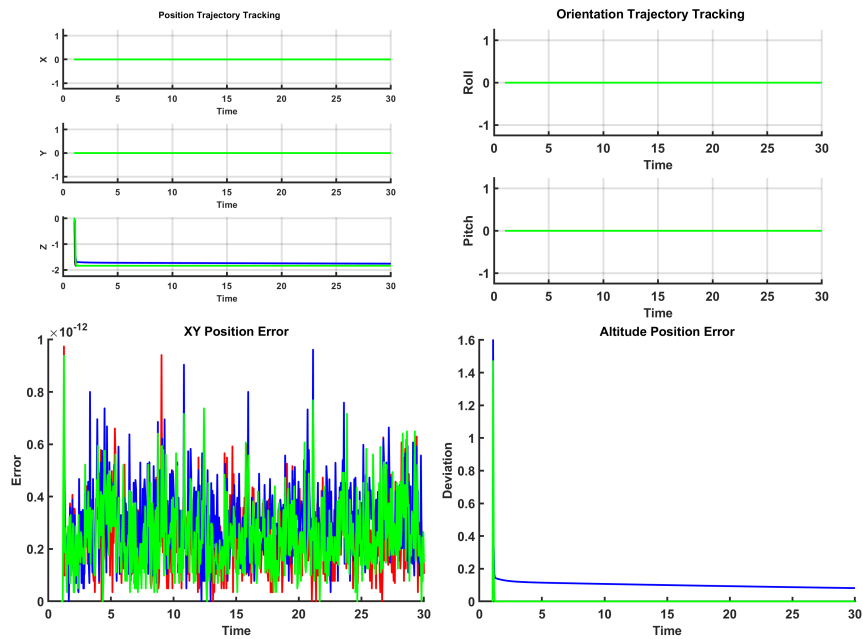 Position Trajectory Tracking
1
0
-1
X
0 5 10 15 20 25 30
Time
1
0
-1
Y
0 5 10 15 20 25 30
Time
0
-1
-2
Z
0 5 10 15 20 25 30
Time
Orientation Trajectory Tracking
1
0
-1
Roll
0 5 10 15 20 25 30
Time
1
0
-1
Pitch
0 5 10 15 20 25 30
Time
XY Position Error
×10^-12
1
0.8
0.6
0.4
0.2
0
Error
0 5 10 15 20 25 30
Time
Altitude Position Error
1.6
1.4
1.2
1
0.8
0.6
0.4
0.2
0
Deviation
0 5 10 15 20 25 30
Time